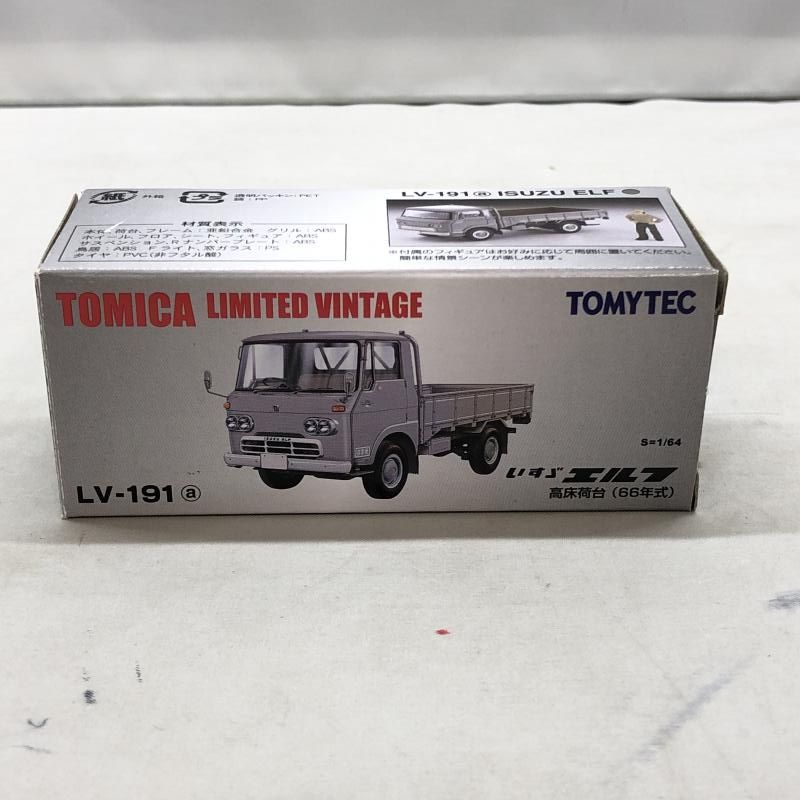 紙 外箱
プラ 透明パッキン:PET
袋:PP
材質表示
本体、荷台、フレーム:亜鉛合金 グリル:ABS
ホイール、フロア、シート、フィギュア:ABS
サスペンション、Rナンバープレート:ABS
鳥居:ABS Fライト、窓ガラス:PS
タイヤ:PVC(非フタル酸)
LV-191 ⓐ ISUZU ELF
※付属のフィギュアはお好みに応じて周囲に置いてください。
簡単な情景シーンが楽しめます。
TOMICA LIMITED VINTAGE
TOMYTEC
S=1/64
LV-191 ⓐ
いすゞ エルフ
高床荷台(66年式)